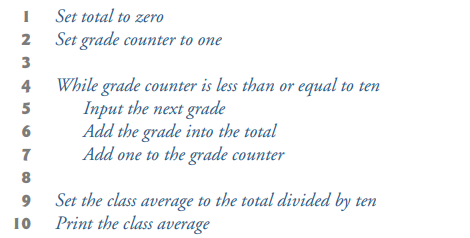 1 Set total to zero
2 Set grade counter to one
3
4 While grade counter is less than or equal to ten
5 Input the next grade
6 Add the grade into the total
7 Add one to the grade counter
8
9 Set the class average to the total divided by ten
10 Print the class average